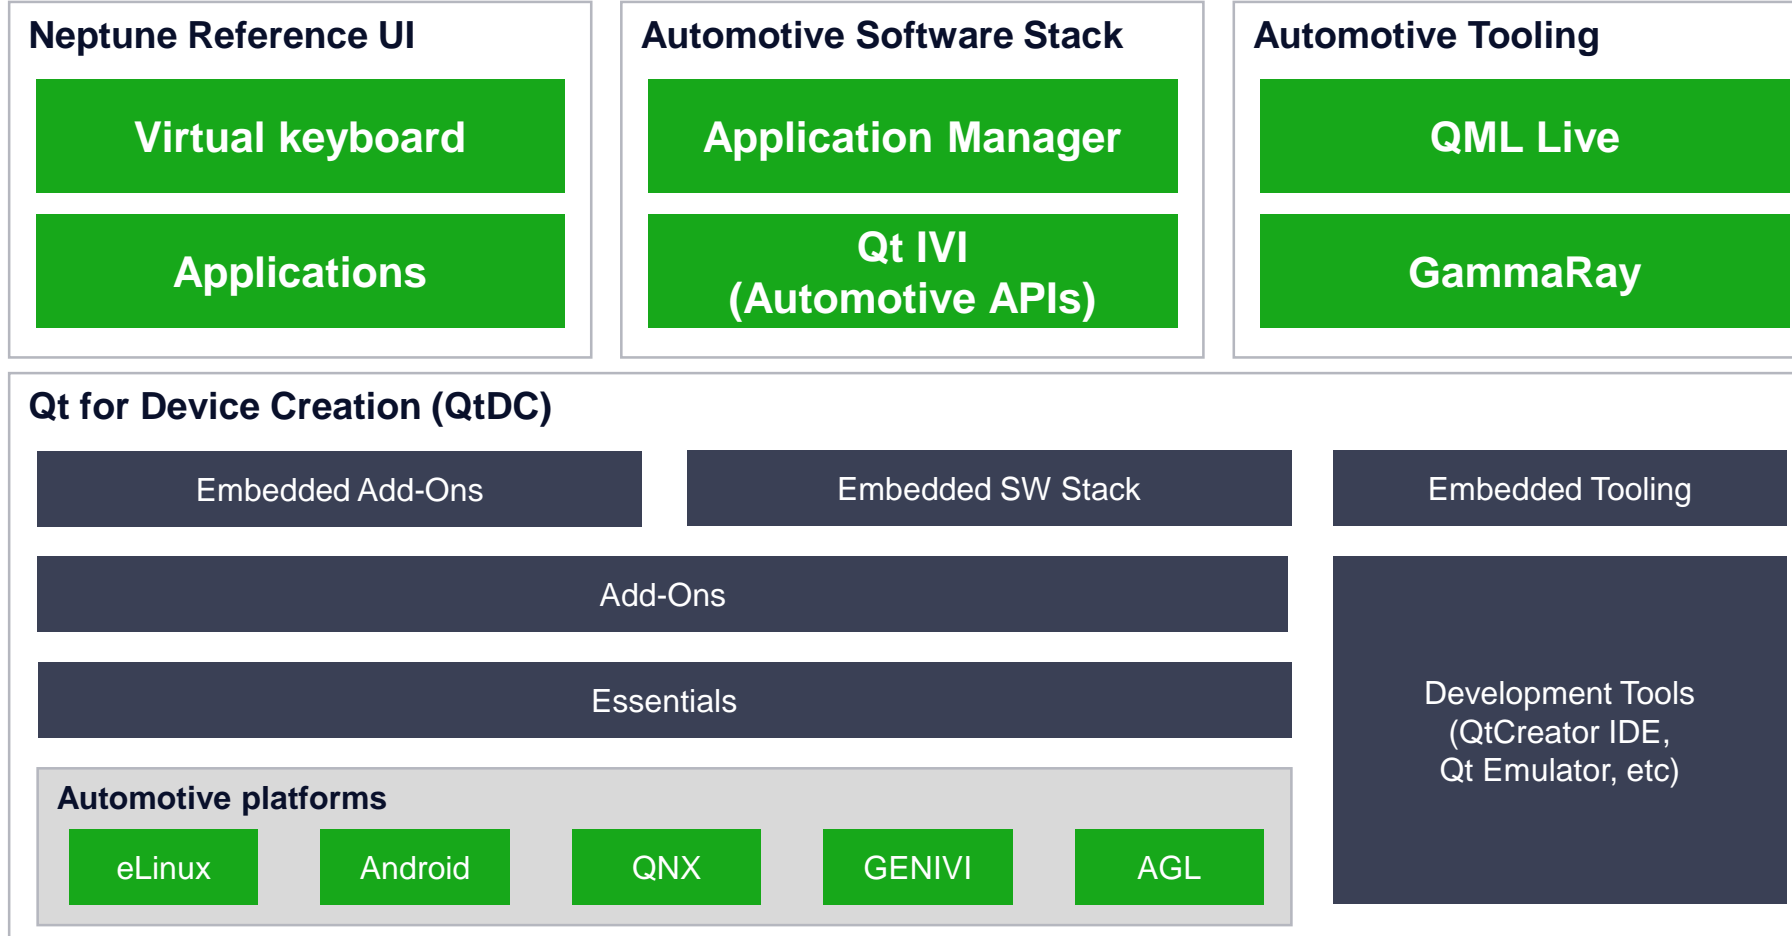 Neptune Reference UI
Virtual keyboard
Applications
Automotive Software Stack
Application Manager
Qt IVI
(Automotive APIs)
Automotive Tooling
QML Live
GammaRay
Qt for Device Creation (QtDC)
Embedded Add-Ons
Embedded SW Stack
Embedded Tooling
Add-Ons
Essentials
Development Tools
(QtCreator IDE,
Qt Emulator, etc)
Automotive platforms
eLinux
Android
QNX
GENIVI
AGL